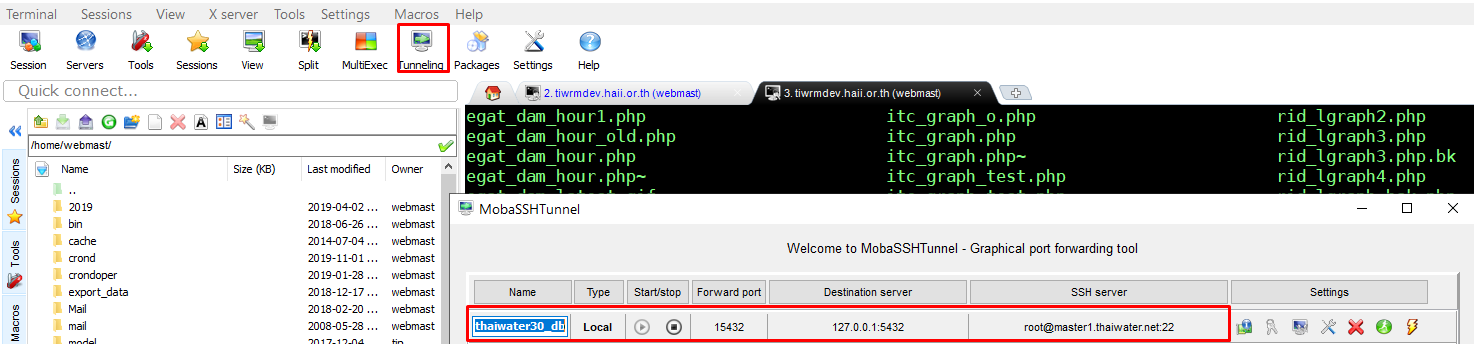 Terminal Sessions View X server Tools Settings Macros Help
Session Servers Tools Sessions View Split MultiExec Tunneling Packages Settings Help
Quick connect...
2. tiwrmdev.haii.or.th (webmast)
3. tiwrmdev.haii.or.th (webmast)
egat_dam_hour1.php itc_graph_o.php rid_lgraph2.php
egat_dam_hour_old.php itc_graph.php rid_lgraph3.php
egat_dam_hour.php itc_graph.php~ rid_lgraph3.php.bk
egat_dam_hour.php~ itc_graph_test.php rid_lgraph4.php
/home/webmast/
Name Size (KB) Last modified Owner
..
2019 2019-04-02 ... webmast
bin 2018-06-26 ... webmast
cache 2014-07-04 ... webmast
crond 2019-11-01 ... webmast
crondoper 2019-01-28 ... webmast
export_data 2018-12-17 ... webmast
Mail 2018-02-20 ... webmast
mail 2008-05-28 ... webmast
Sessions
Tools
Macros
MobaSSHTunnel
Welcome to MobaSSHTunnel - Graphical port forwarding tool
Name Type Start/stop Forward port Destination server SSH server Settings
thaiwater30_db Local 15432 127.0.0.1:5432 root@master1.thaiwater.net:22